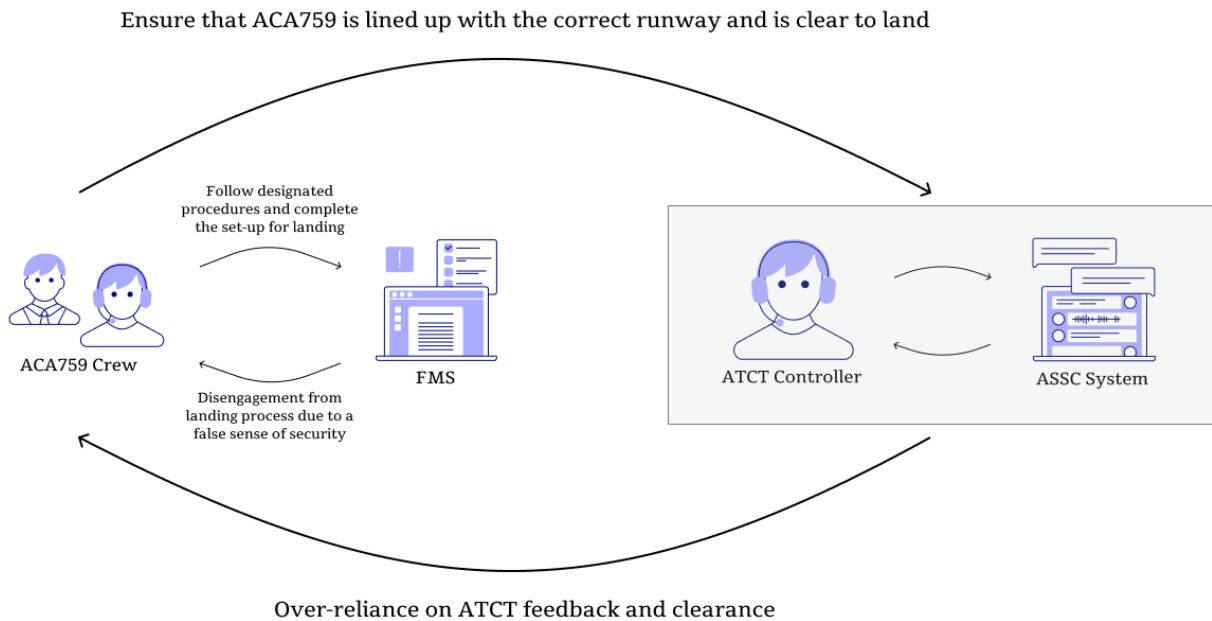 Ensure that ACA759 is lined up with the correct runway and is clear to land
Follow designated
procedures and complete
the set-up for landing
ACA759 Crew
FMS
Disengagement from
landing process due to a
false sense of security
ATCT Controller
ASSC System
Over-reliance on ATCT feedback and clearance